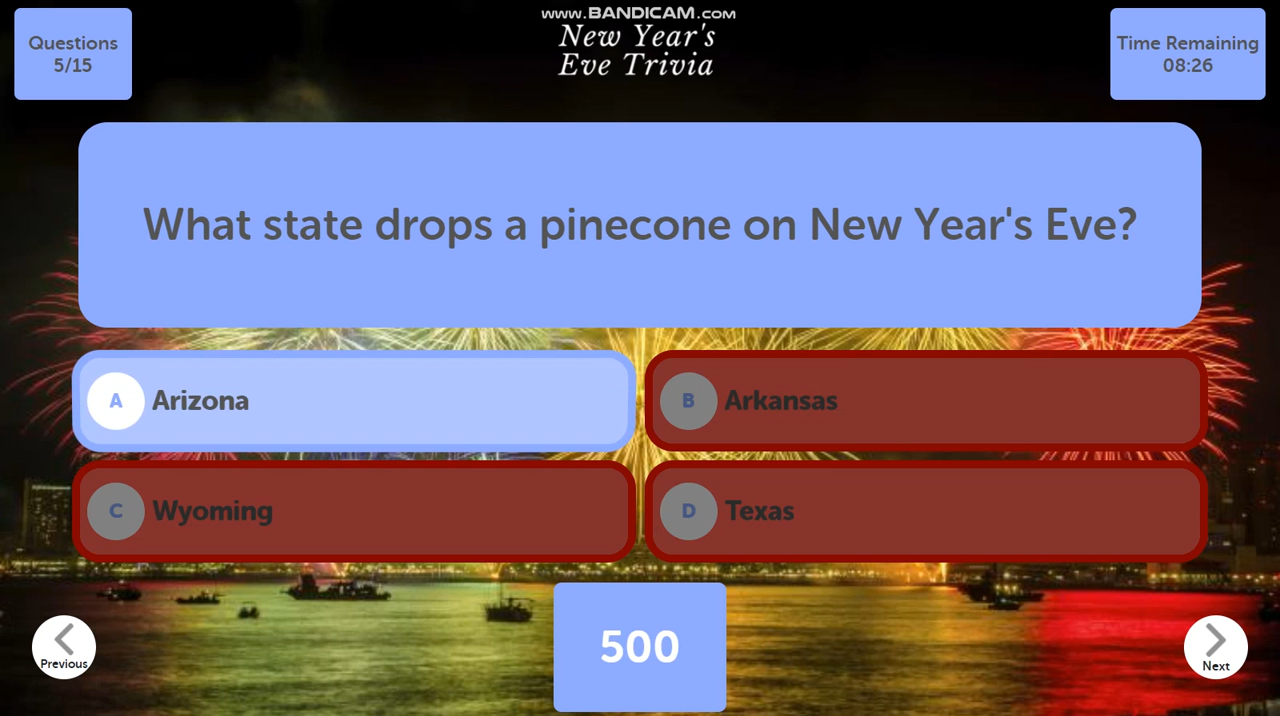 www.BANDICAM.com
Questions
5/15
New Year's
Eve Trivia
Time Remaining
08:26
What state drops a pinecone on New Year's Eve?
A Arizona
B Arkansas
C Wyoming
D Texas
Previous
500
Next